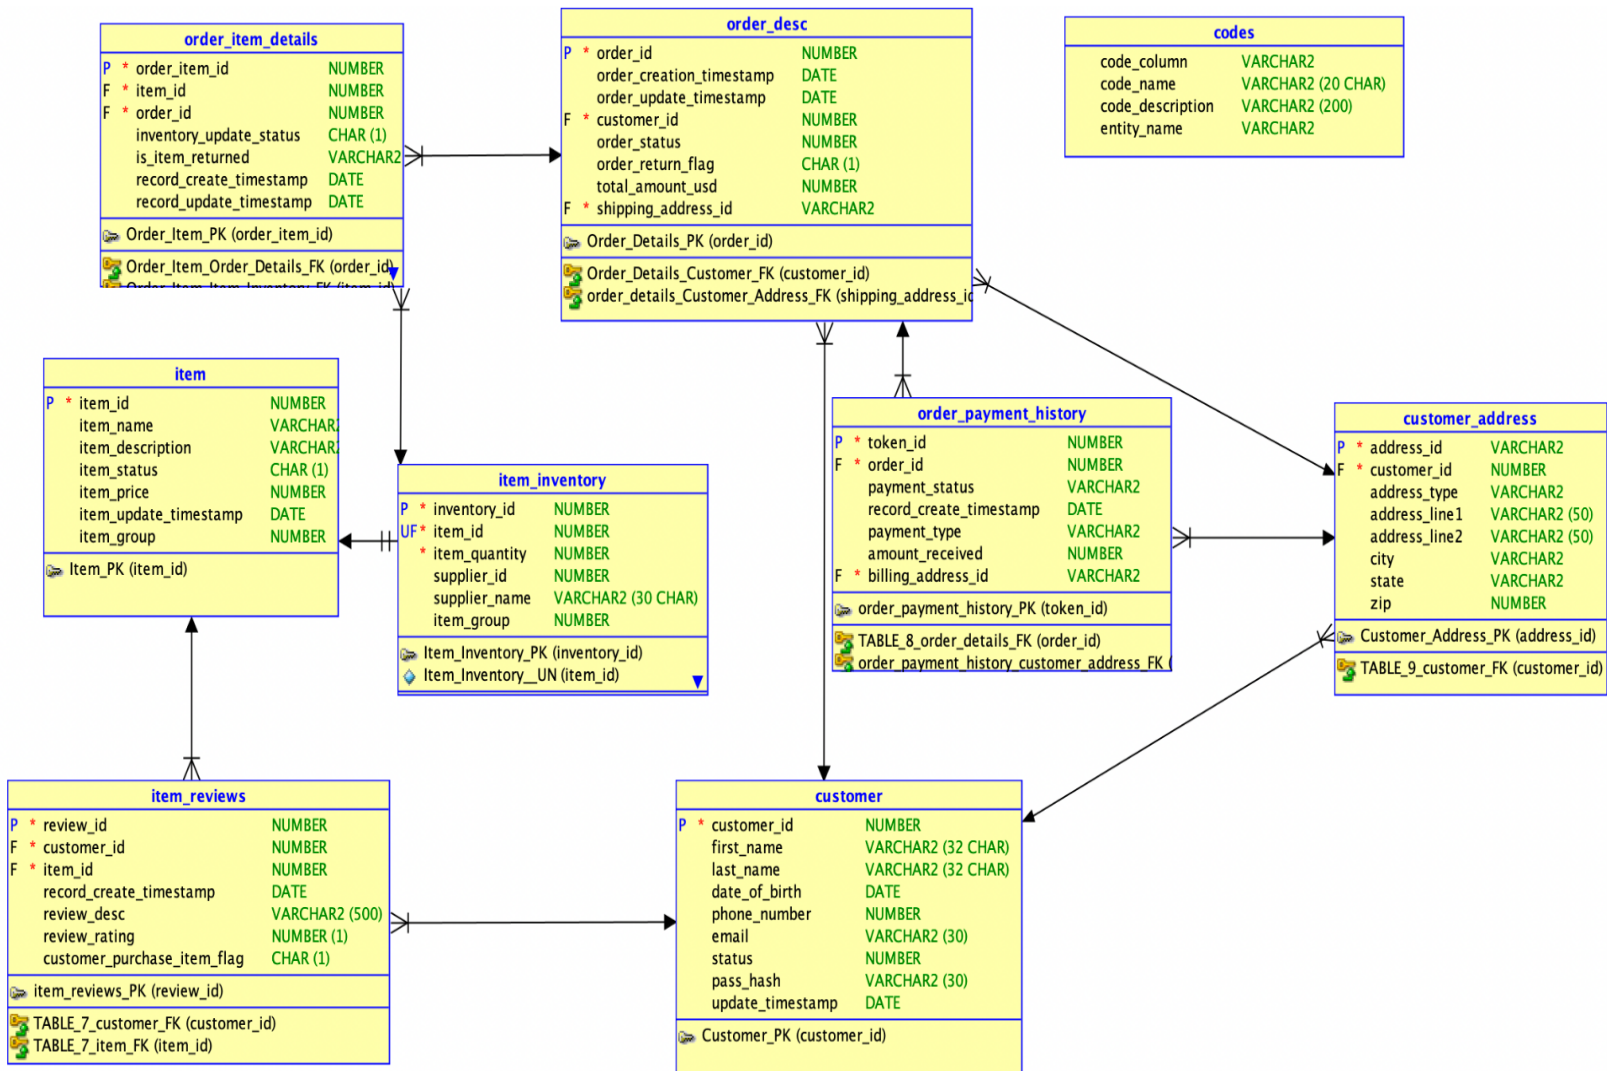 order_item_details
P * order_item_id NUMBER
F * item_id NUMBER
F * order_id NUMBER
inventory_update_status CHAR (1)
is_item_returned VARCHAR2
record_create_timestamp DATE
record_update_timestamp DATE
Order_Item_PK (order_item_id)
Order_Item_Order_Details_FK (order_id)
order_desc
P * order_id NUMBER
order_creation_timestamp DATE
order_update_timestamp DATE
F * customer_id NUMBER
order_status NUMBER
order_return_flag CHAR (1)
total_amount_usd NUMBER
F * shipping_address_id VARCHAR2
Order_Details_PK (order_id)
Order_Details_Customer_FK (customer_id)
order_details_Customer_Address_FK (shipping_address_ic
codes
code_column VARCHAR2
code_name VARCHAR2 (20 CHAR)
code_description VARCHAR2 (200)
entity_name VARCHAR2
item
P * item_id NUMBER
item_name VARCHAR
item_description VARCHAR
item_status CHAR (1)
item_price NUMBER
item_update_timestamp DATE
item_group NUMBER
Item_PK (item_id)
item_inventory
P * inventory_id NUMBER
UF * item_id NUMBER
* item_quantity NUMBER
supplier_id NUMBER
supplier_name VARCHAR2 (30 CHAR)
item_group NUMBER
Item_Inventory_PK (inventory_id)
Item_Inventory__UN (item_id)
order_payment_history
P * token_id NUMBER
F * order_id NUMBER
payment_status VARCHAR2
record_create_timestamp DATE
payment_type VARCHAR2
amount_received NUMBER
F * billing_address_id VARCHAR2
order_payment_history_PK (token_id)
TABLE_8_order_details_FK (order_id)
order_payment_history_customer_address_FK (
customer_address
P * address_id VARCHAR2
F * customer_id NUMBER
address_type VARCHAR2
address_line1 VARCHAR2 (50)
address_line2 VARCHAR2 (50)
city VARCHAR2
state VARCHAR2
zip NUMBER
Customer_Address_PK (address_id)
TABLE_9_customer_FK (customer_id)
item_reviews
P * review_id NUMBER
F * customer_id NUMBER
F * item_id NUMBER
record_create_timestamp DATE
review_desc VARCHAR2 (500)
review_rating NUMBER (1)
customer_purchase_item_flag CHAR (1)
item_reviews_PK (review_id)
TABLE_7_customer_FK (customer_id)
TABLE_7_item_FK (item_id)
customer
P * customer_id NUMBER
first_name VARCHAR2 (32 CHAR)
last_name VARCHAR2 (32 CHAR)
date_of_birth DATE
phone_number NUMBER
email VARCHAR2 (30)
status NUMBER
pass_hash VARCHAR2 (30)
update_timestamp DATE
Customer_PK (customer_id)